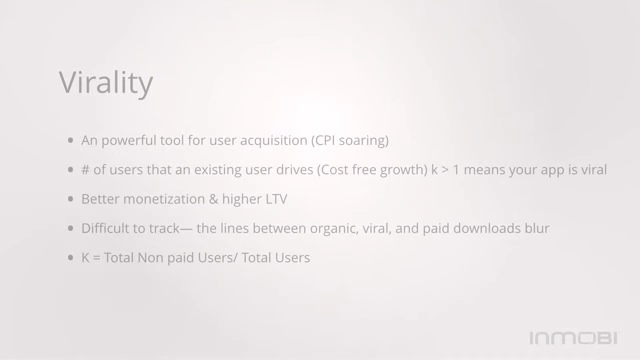 Virality
• An powerful tool for user acquisition (CPI soaring)
• # of users that an existing user drives (Cost free growth) k > 1 means your app is viral
• Better monetization & higher LTV
• Difficult to track— the lines between organic, viral, and paid downloads blur
• K = Total Non paid Users/ Total Users
INMOBI